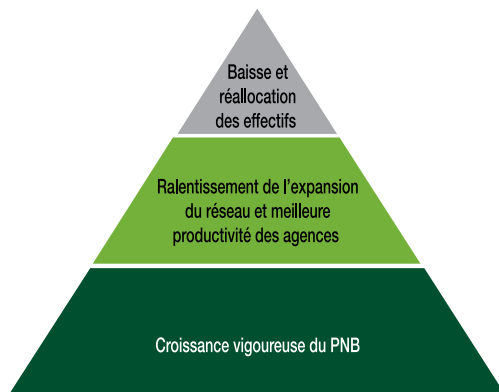 Baisse et
réallocation
des effectifs
Ralentissement de l'expansion
du réseau et meilleure
productivité des agences
Croissance vigoureuse du PNB